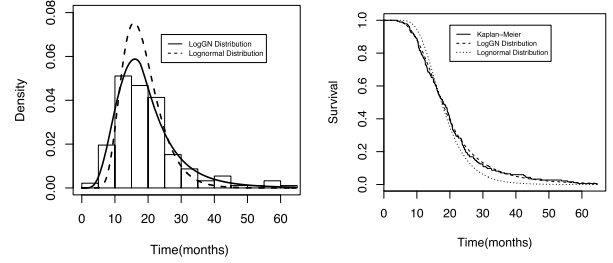 0.08
0.06
0.04
0.02
0.00
Density
LogGN Distribution
Lognormal Distribution
0 10 20 30 40 50 60
Time(months)
1.0
0.8
0.6
0.4
0.2
0.0
Survival
Kaplan-Meier
LogGN Distribution
Lognormal Distribution
0 10 20 30 40 50 60
Time(months)